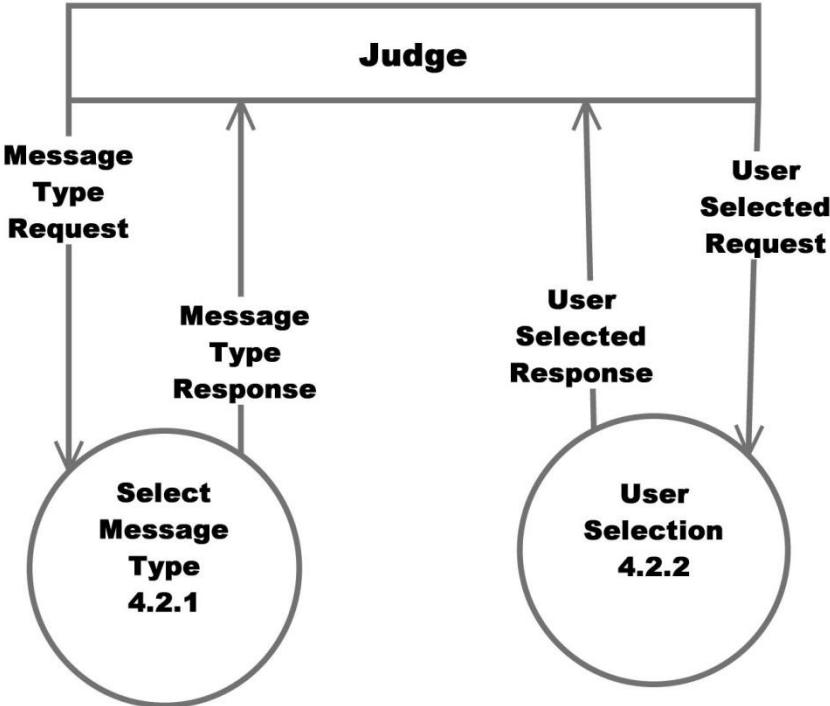 Judge
Message
Type
Request
User
Selected
Request
Message
Type
Response
User
Selected
Response
Select
Message
Type
4.2.1
User
Selection
4.2.2